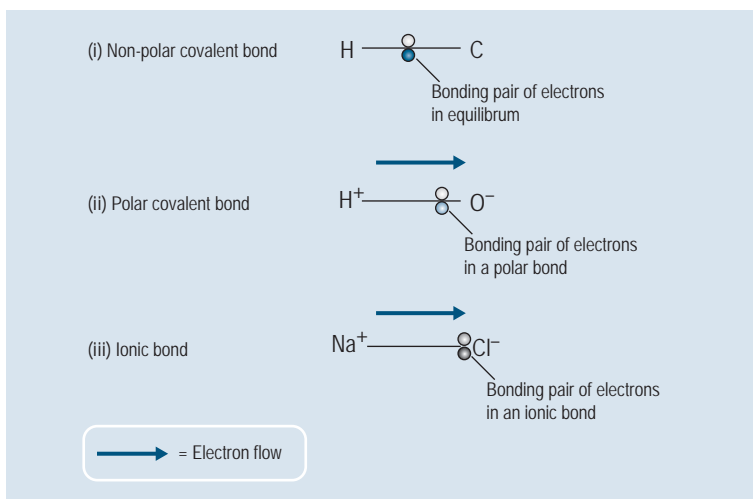 (i) Non-polar covalent bond
H C
Bonding pair of electrons
in equilibrum
(ii) Polar covalent bond
H+ O−
Bonding pair of electrons
in a polar bond
(iii) Ionic bond
Na+ Cl−
Bonding pair of electrons
in an ionic bond
= Electron flow